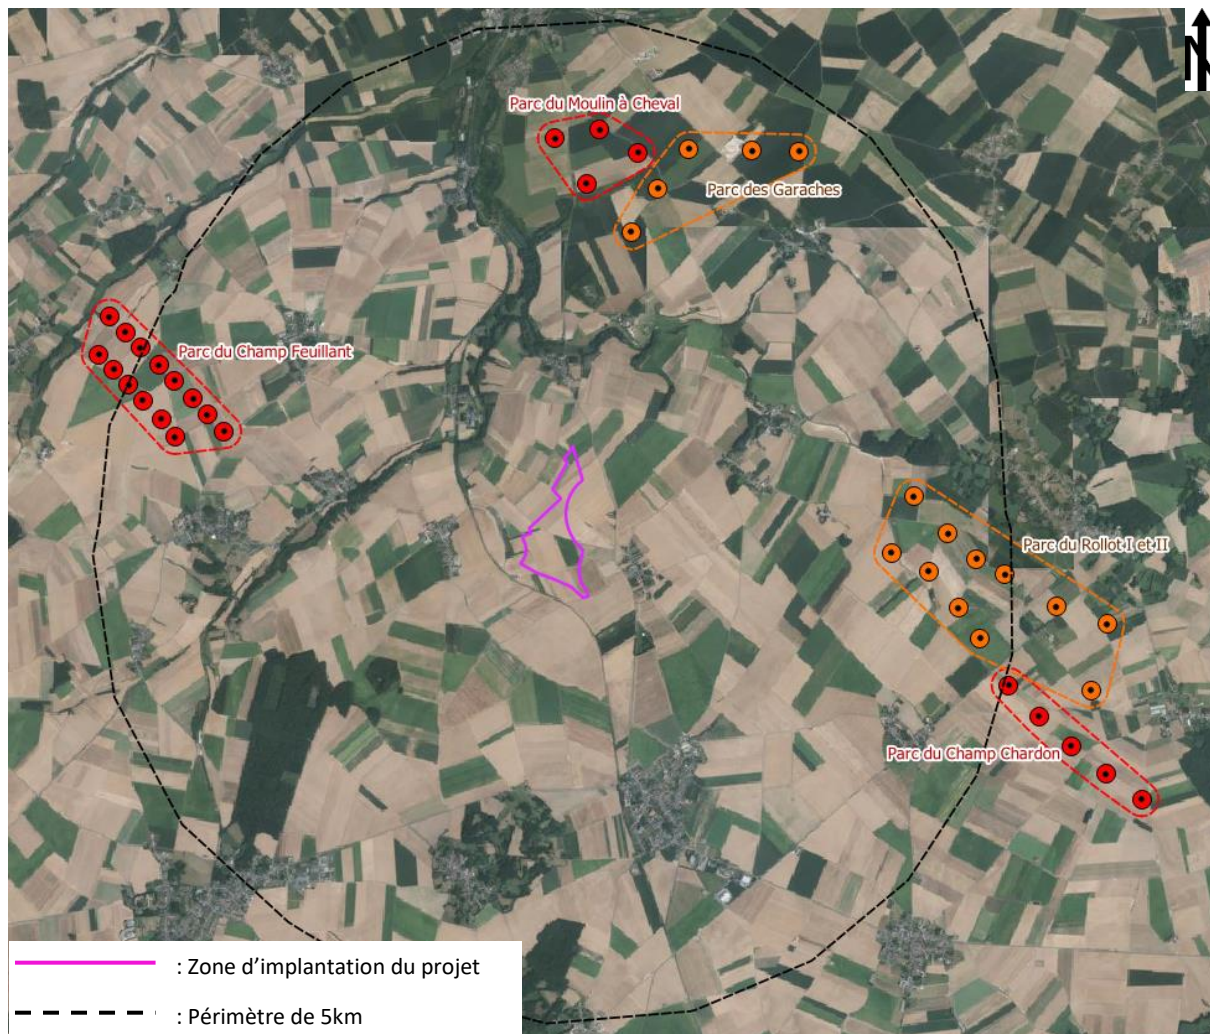 N
Parc du Moulin à Cheval
Parc des Garaches
Parc du Champ Feuillant
Parc du Rollot I et II
Parc du Champ Chardon
: Zone d’implantation du projet
: Périmètre de 5km